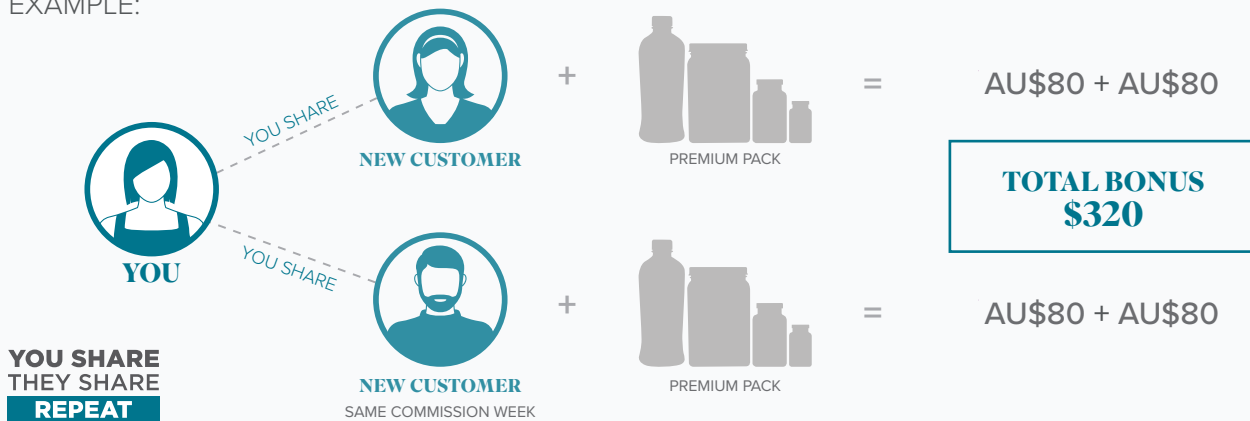 EXAMPLE:
YOU SHARE
NEW CUSTOMER
+
PREMIUM PACK
=
AU$80 + AU$80
YOU
TOTAL BONUS
$320
YOU SHARE
NEW CUSTOMER
SAME COMMISSION WEEK
+
PREMIUM PACK
=
AU$80 + AU$80
YOU SHARE
THEY SHARE
REPEAT